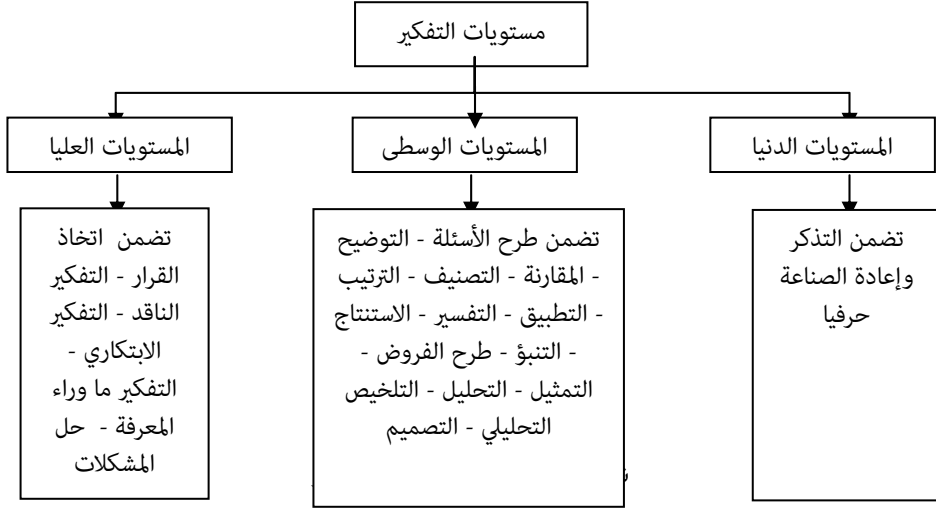 مستويات التفكير
المستويات الدنيا
المستويات الوسطى
المستويات العليا
تضمن التذكر
وإعادة الصناعة
حرفيا
تضمن طرح الأسئلة - التوضيح
- المقارنة - التصنيف - الترتيب
- التطبيق - التفسير - الاستنتاج
- التنبؤ - طرح الفروض -
التمثيل - التحليل - التلخيص
التحليلي - التصميم
تضمن اتخاذ
القرار - التفكير
الناقد - التفكير
الابتكاري -
التفكير ما وراء
المعرفة - حل
المشكلات